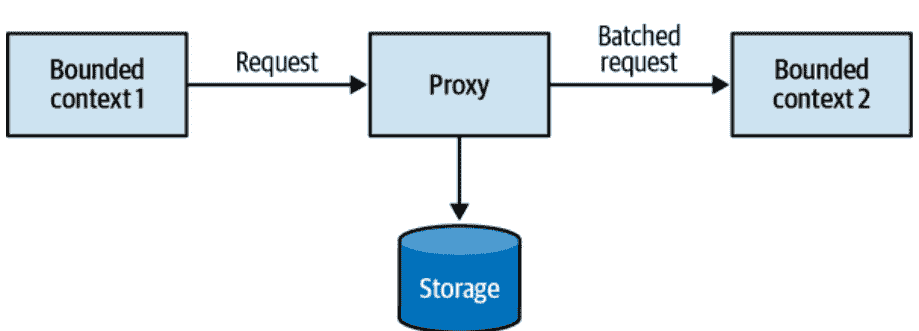 Bounded
context 1
Request
Proxy
Batched
request
Bounded
context 2
Storage